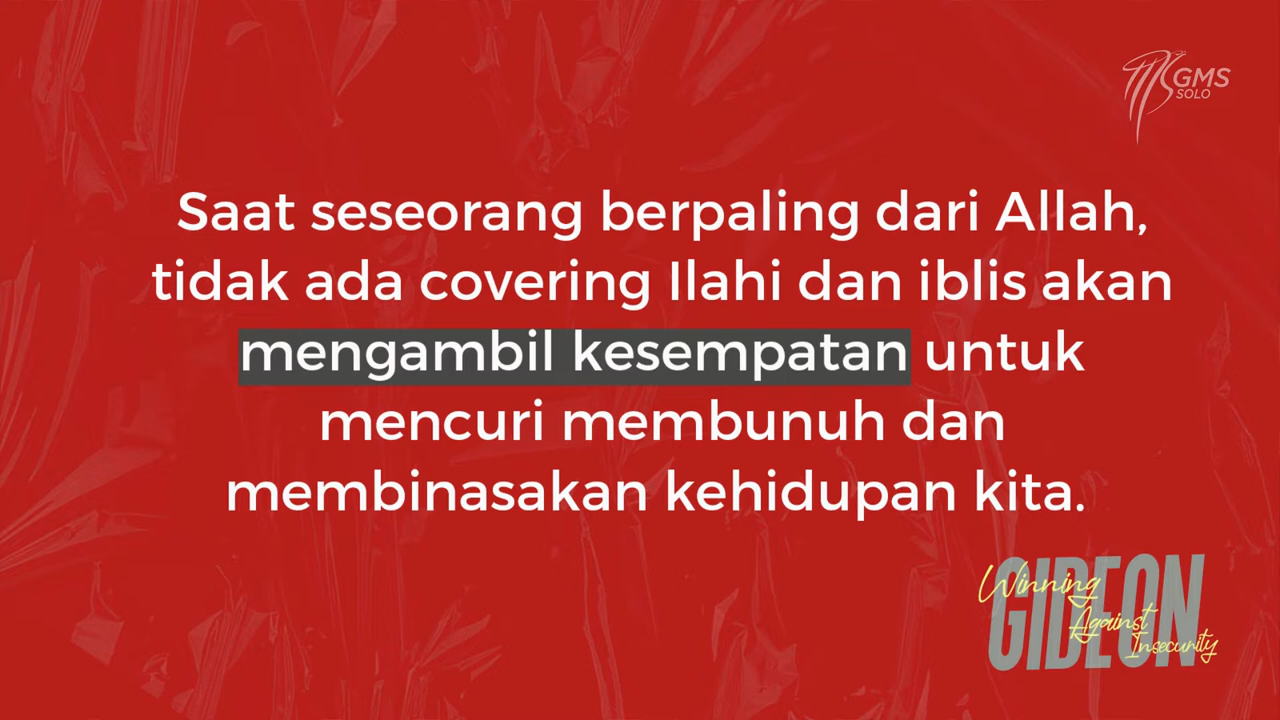 GMS
SOLO
Saat seseorang berpaling dari Allah,
tidak ada covering Ilahi dan iblis akan
mengambil kesempatan untuk
mencuri membunuh dan
membinasakan kehidupan kita.
GIDEON
Winning
Against
Insecurity